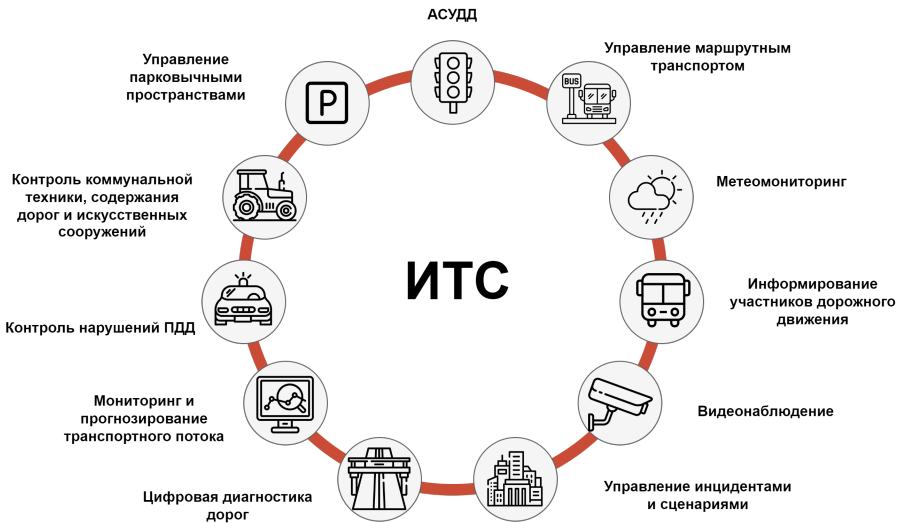 АСУДД
Управление маршрутным
транспортом
BUS
Метеомониторинг
Информирование
участников дорожного
движения
Видеонаблюдение
Управление инцидентами
и сценариями
Цифровая диагностика
дорог
Мониторинг и
прогнозирование
транспортного потока
Контроль нарушений ПДД
Контроль коммунальной
техники, содержания
дорог и искусственных
сооружений
Управление
парковычными
пространствами
P
ИТС